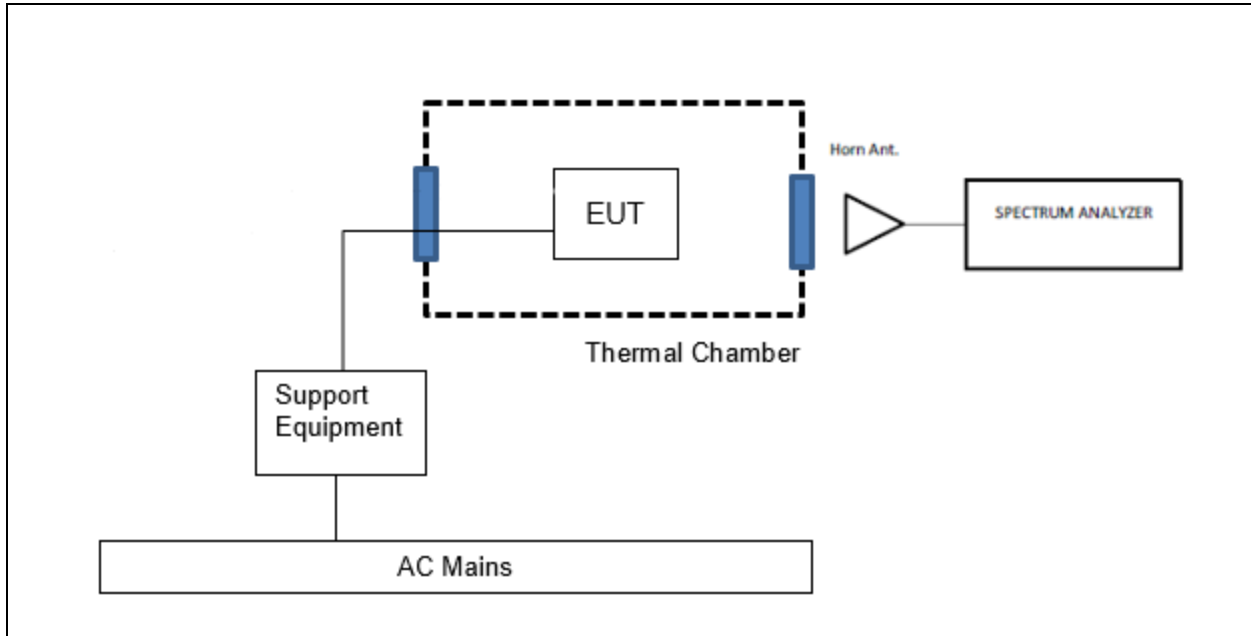 Horn Ant.
EUT
SPECTRUM ANALYZER
Thermal Chamber
Support
Equipment
AC Mains